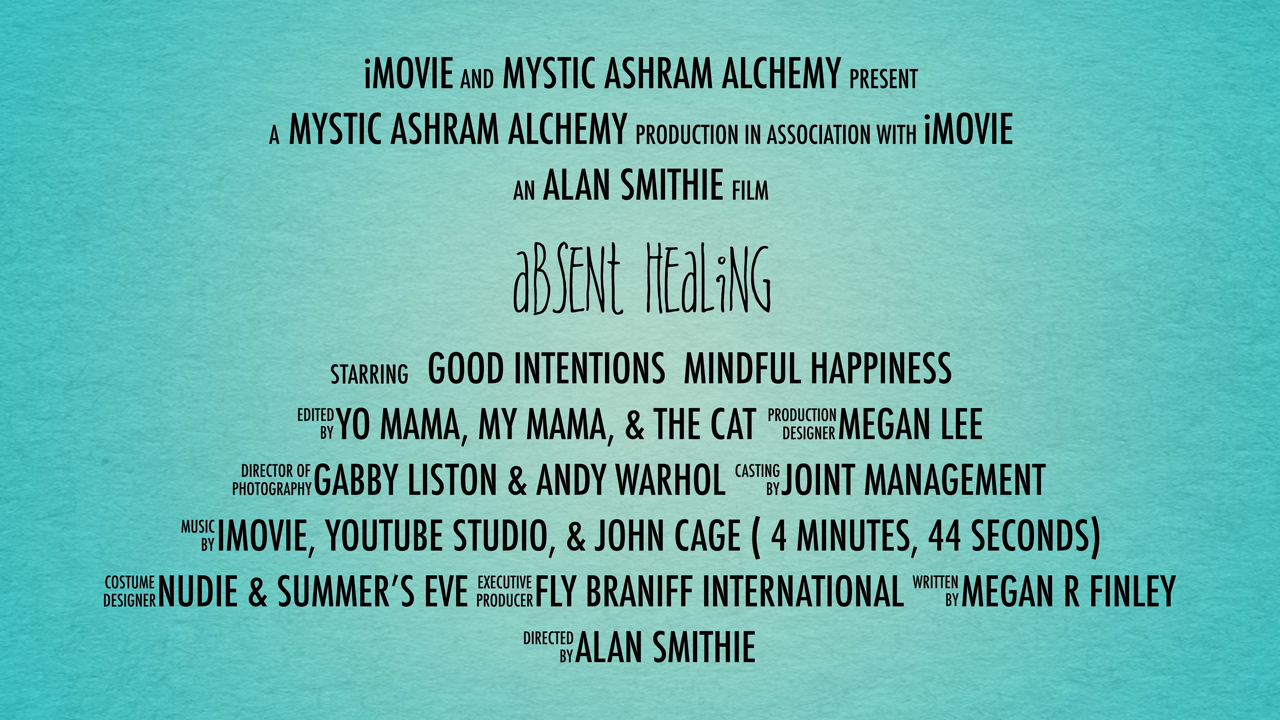 iMOVIE AND MYSTIC ASHRAM ALCHEMY PRESENT
A MYSTIC ASHRAM ALCHEMY PRODUCTION IN ASSOCIATION WITH iMOVIE
AN ALAN SMITHIE FILM
aBSENt HEaLiNG
STARRING GOOD INTENTIONS MINDFUL HAPPINESS
EDITED BY YO MAMA, MY MAMA, & THE CAT PRODUCTION DESIGNER MEGAN LEE
DIRECTOR OF PHOTOGRAPHY GABBY LISTON & ANDY WARHOL CASTING BY JOINT MANAGEMENT
MUSIC BY IMOVIE, YOUTUBE STUDIO, & JOHN CAGE ( 4 MINUTES, 44 SECONDS)
COSTUME DESIGNER NUDIE & SUMMER’S EVE EXECUTIVE PRODUCER FLY BRANIFF INTERNATIONAL WRITTEN BY MEGAN R FINLEY
DIRECTED BY ALAN SMITHIE